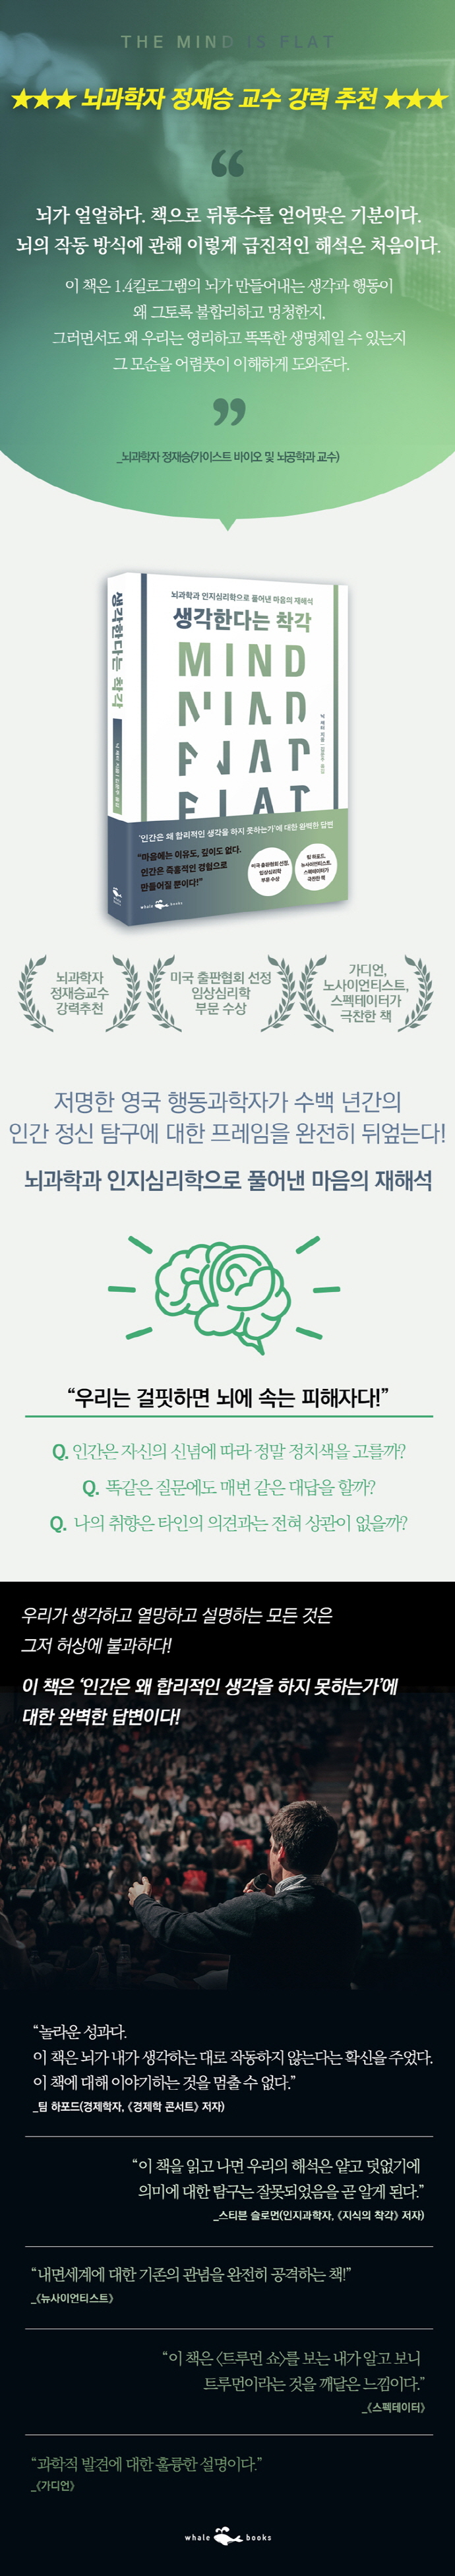 THE MIND IS FLAT
★★★ 뇌과학자 정재승 교수 강력 추천 ★★★
“
뇌가 얼얼하다. 책으로 뒤통수를 얻어맞은 기분이다.
뇌의 작동 방식에 관해 이렇게 급진적인 해석은 처음이다.
이 책은 1.4킬로그램의 뇌가 만들어내는 생각과 행동이
왜 그토록 불합리하고 멍청한지,
그러면서도 왜 우리는 영리하고 똑똑한 생명체일 수 있는지
그 모순을 어렴풋이 이해하게 도와준다.
”
_뇌과학자 정재승(카이스트 바이오 및 뇌공학과 교수)
생각한다는 착각
뇌과학과 인지심리학으로 풀어낸 마음의 재해석
생각한다는 착각
MIND
FLAT
닉 채터 지음 | 김문주 옮김
'인간은 왜 합리적인 생각을 하지 못하는가'에 대한 완벽한 답변
“마음에는 이유도, 깊이도 없다.
인간은 즉흥적인 경험으로
만들어질 뿐이다!”
미국 출판협회 선정,
임상심리학
부문 수상
팀 하포드,
뉴사이언티스트,
스펙테이터가
극찬한 책
whale books
뇌과학자
정재승교수
강력추천
미국 출판협회 선정
임상심리학
부문 수상
가디언,
노사이언티스트,
스펙테이터가
극찬한 책
저명한 영국 행동과학자가 수백 년간의
인간 정신 탐구에 대한 프레임을 완전히 뒤엎는다!
뇌과학과 인지심리학으로 풀어낸 마음의 재해석
“우리는 걸핏하면 뇌에 속는 피해자다!”
Q. 인간은 자신의 신념에 따라 정말 정치색을 고를까?
Q. 똑같은 질문에도 매번 같은 대답을 할까?
Q. 나의 취향은 타인의 의견과는 전혀 상관이 없을까?
우리가 생각하고 열망하고 설명하는 모든 것은
그저 허상에 불과하다!
이 책은 ‘인간은 왜 합리적인 생각을 하지 못하는가’에
대한 완벽한 답변이다!
“놀라운 성과다.
이 책은 뇌가 내가 생각하는 대로 작동하지 않는다는 확신을 주었다.
이 책에 대해 이야기하는 것을 멈출 수 없다.”
_팀 하포드(경제학자, 《경제학 콘서트》 저자)
“이 책을 읽고 나면 우리의 해석은 얕고 덧없기에
의미에 대한 탐구는 잘못되었음을 곧 알게 된다.”
_스티븐 슬로먼(인지과학자, 《지식의 착각》 저자)
“내면세계에 대한 기존의 관념을 완전히 공격하는 책!”
_《뉴사이언티스트》
“이 책은 〈트루먼 쇼〉를 보는 내가 알고 보니
트루먼이라는 것을 깨달은 느낌이다.”
_《스펙테이터》
“과학적 발견에 대한 훌륭한 설명이다.”
_《가디언》
whale books